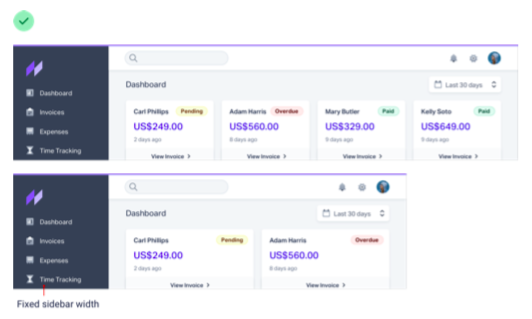 Dashboard
Last 30 days
Dashboard
Invoices
Expenses
Time Tracking
Carl Phillips Pending
US$249.00
2 days ago
View Invoice >
Adam Harris Overdue
US$560.00
8 days ago
View Invoice >
Mary Butler Paid
US$329.00
9 days ago
View Invoice >
Kelly Soto Paid
US$649.00
9 days ago
View Invoice >
Dashboard
Last 30 days
Dashboard
Invoices
Expenses
Time Tracking
Carl Phillips Pending
US$249.00
2 days ago
View Invoice >
Adam Harris Overdue
US$560.00
8 days ago
View Invoice >
Fixed sidebar width